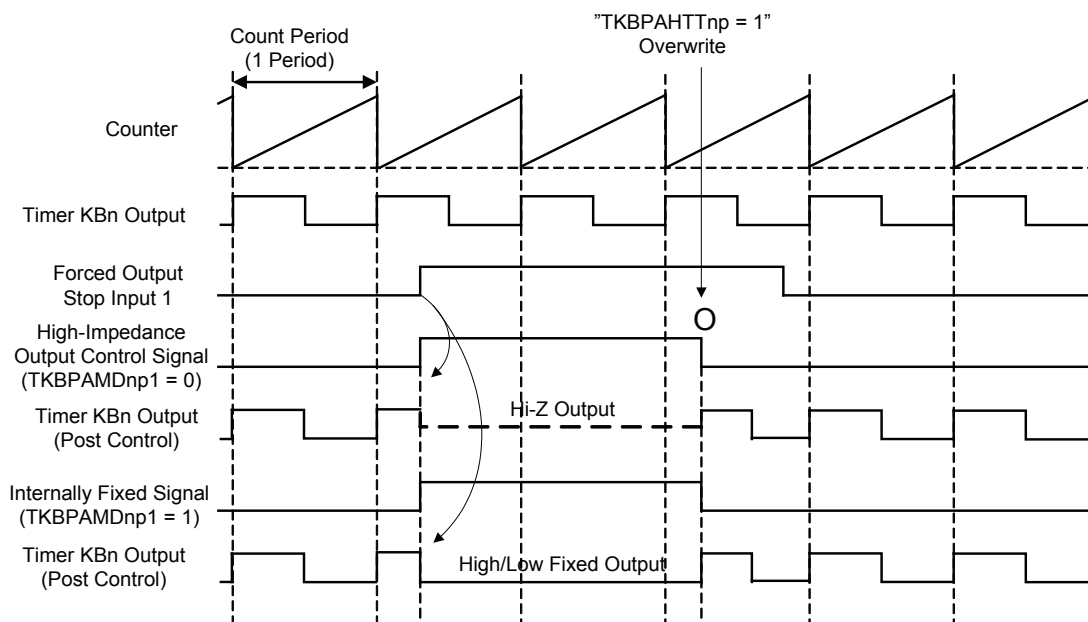 "TKBPAHTTnp = 1"
Overwrite
Count Period
(1 Period)
Counter
Timer KBn Output
Forced Output
Stop Input 1
O
High-Impedance
Output Control Signal
(TKBPAMDnp1 = 0)
Hi-Z Output
Timer KBn Output
(Post Control)
Internally Fixed Signal
(TKBPAMDnp1 = 1)
Timer KBn Output
(Post Control)
High/Low Fixed Output